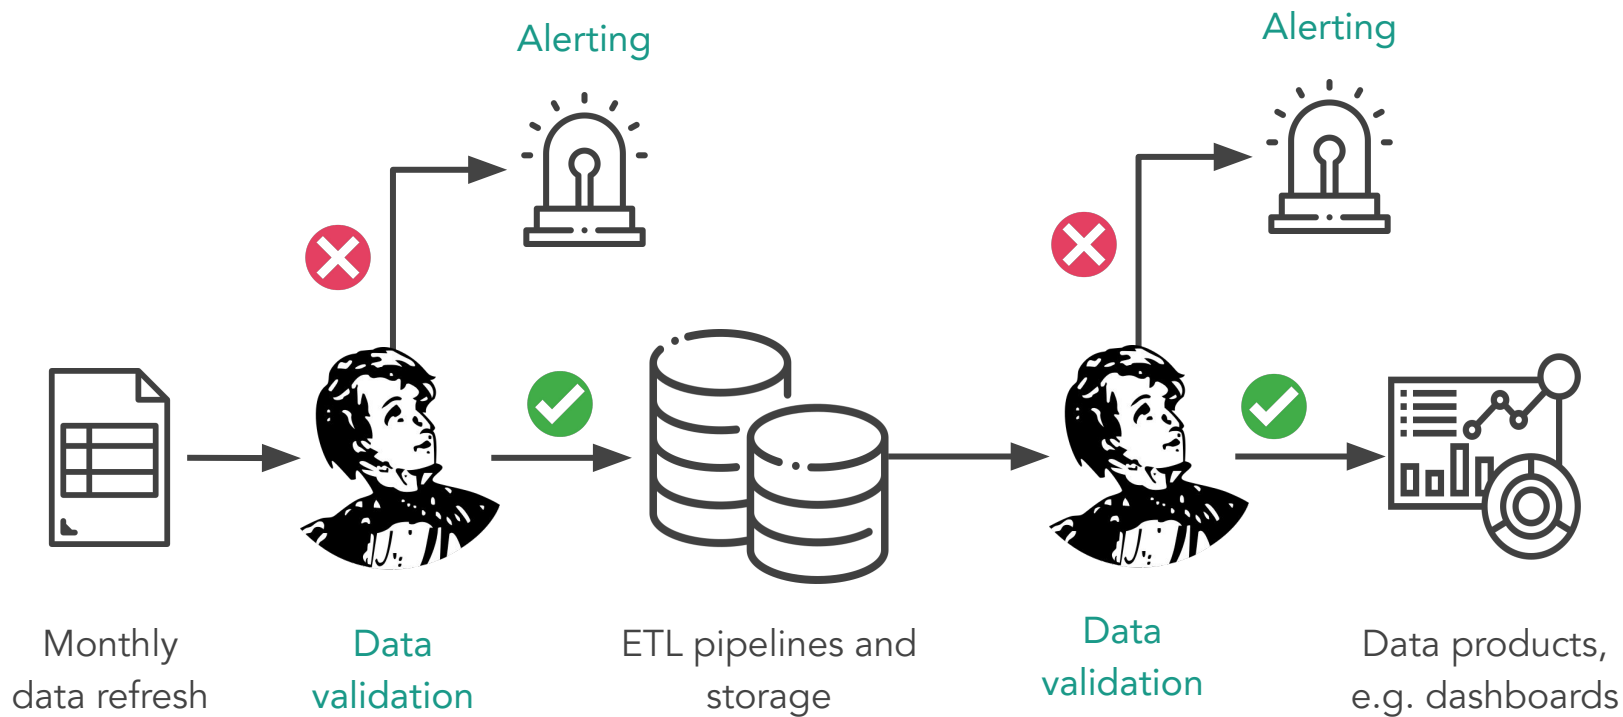 Alerting
Alerting
Monthly
data refresh
Data
validation
ETL pipelines and
storage
Data
validation
Data products,
e.g. dashboards